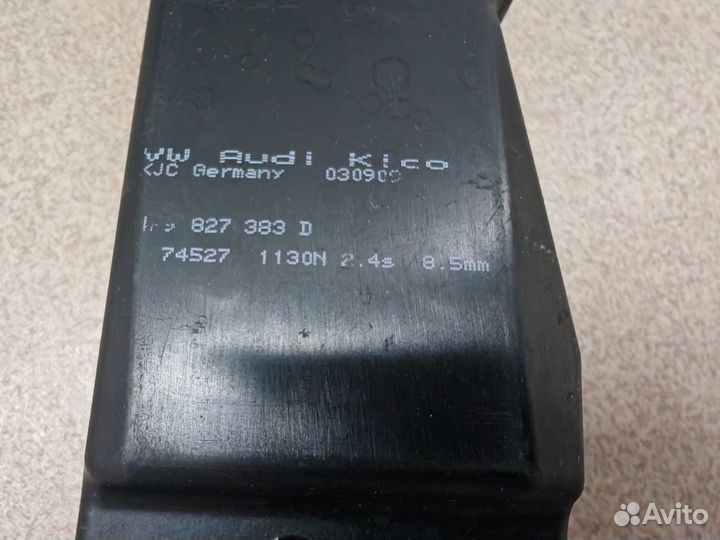 VW Audi Kico
KJC Germany 030909
827 383 D
74527 1130N 2.4s 8.5mm
Avito